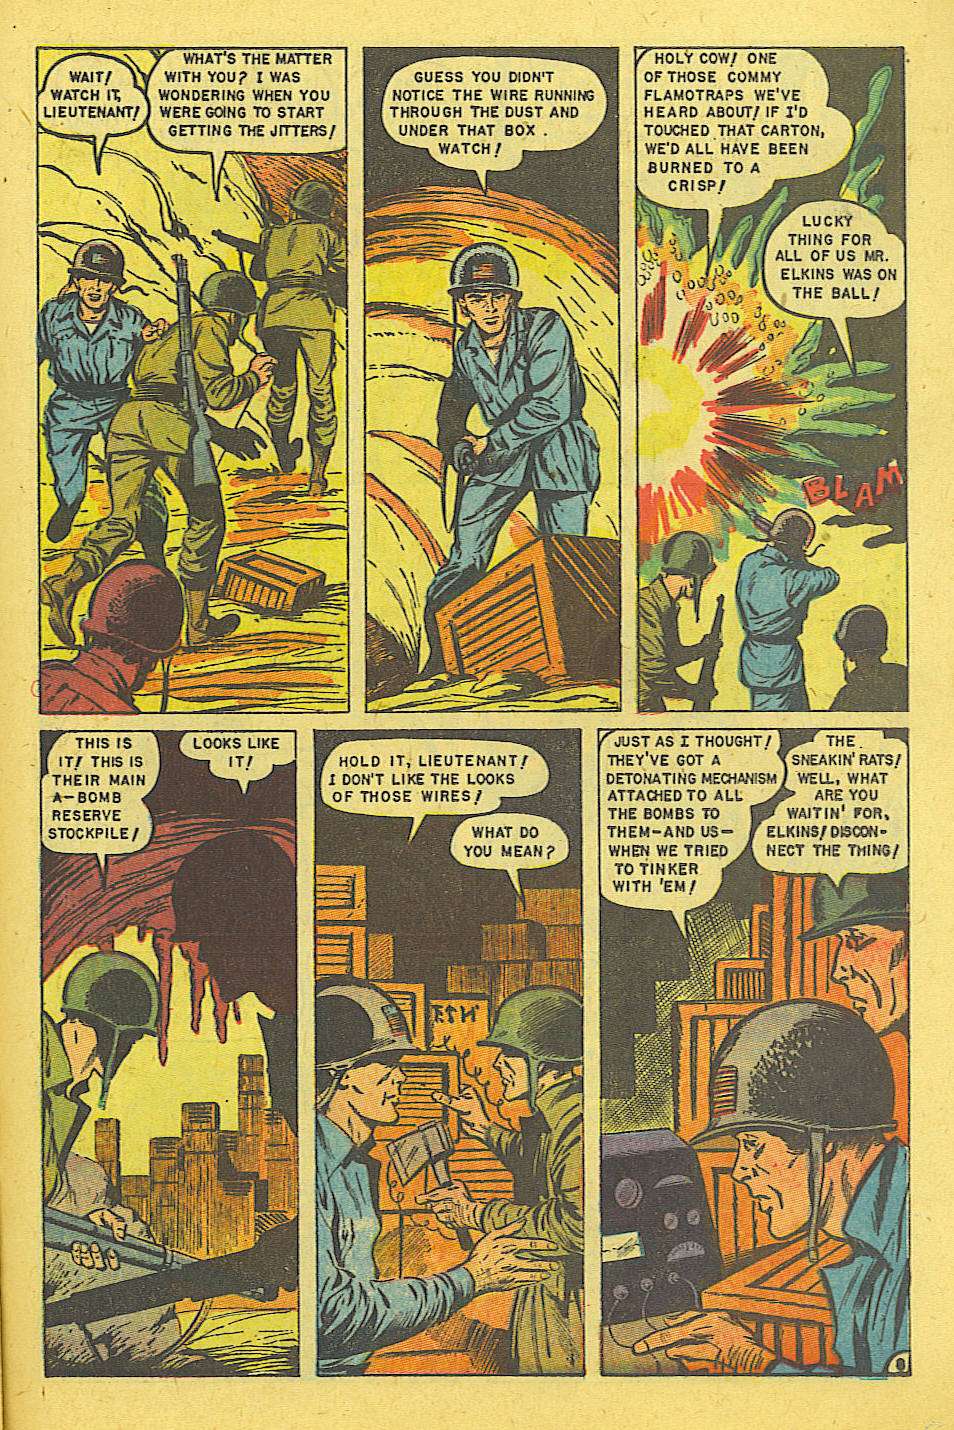 WAIT!
WATCH IT,
LIEUTENANT!
WHAT'S THE MATTER
WITH YOU? I WAS
WONDERING WHEN YOU
WERE GOING TO START
GETTING THE JITTERS!
GUESS YOU DIDN'T
NOTICE THE WIRE RUNNING
THROUGH THE DUST AND
UNDER THAT BOX.
WATCH!
HOLY COW! ONE
OF THOSE COMMY
FLAMOTRAPS WE'VE
HEARD ABOUT! IF I'D
TOUCHED THAT CARTON,
WE'D ALL HAVE BEEN
BURNED TO A
CRISP!
LUCKY
THING FOR
ALL OF US MR.
ELKINS WAS ON
THE BALL!
BLAM
THIS IS
IT! THIS IS
THEIR MAIN
A-BOMB
RESERVE
STOCKPILE!
LOOKS LIKE
IT!
HOLD IT, LIEUTENANT!
I DON'T LIKE THE LOOKS
OF THOSE WIRES!
WHAT DO
YOU MEAN?
JUST AS I THOUGHT!
THEY'VE GOT A
DETONATING MECHANISM
ATTACHED TO ALL
THE BOMBS TO
THEM—AND US—
WHEN WE TRIED
TO TINKER
WITH 'EM!
THE
SNEAKIN' RATS!
WELL, WHAT
ARE YOU
WAITIN' FOR,
ELKINS! DISCON-
NECT THE THING!